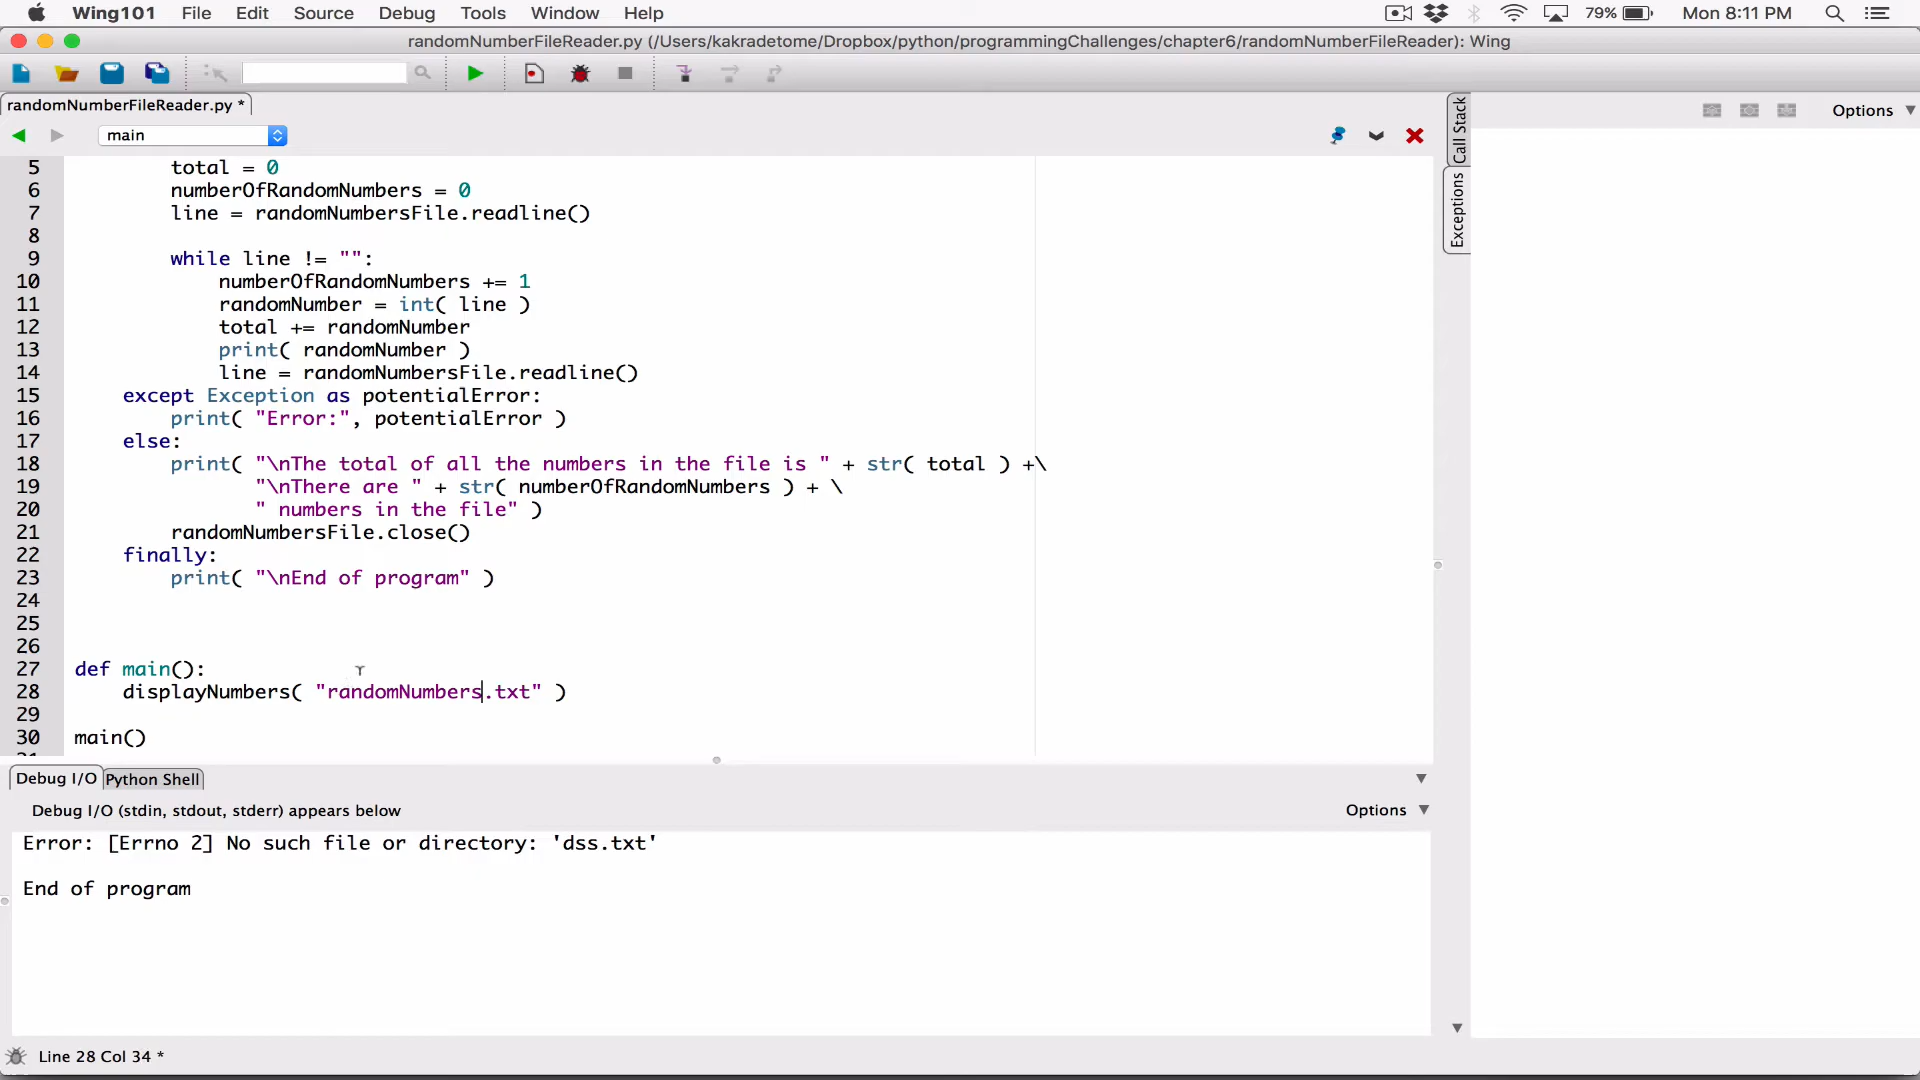 Wing101 File Edit Source Debug Tools Window Help 79% Mon 8:11 PM
randomNumberFileReader.py (/Users/kakradetome/Dropbox/python/programmingChallenges/chapter6/randomNumberFileReader): Wing
randomNumberFileReader.py *
Options
main
Call Stack
Exceptions
5 total = 0
6 numberOfRandomNumbers = 0
7 line = randomNumbersFile.readline()
8
9 while line != "":
10 numberOfRandomNumbers += 1
11 randomNumber = int( line )
12 total += randomNumber
13 print( randomNumber )
14 line = randomNumbersFile.readline()
15 except Exception as potentialError:
16 print( "Error:", potentialError )
17 else:
18 print( "\nThe total of all the numbers in the file is " + str( total ) +\
19 "\nThere are " + str( numberOfRandomNumbers ) + \
20 " numbers in the file" )
21 randomNumbersFile.close()
22 finally:
23 print( "\nEnd of program" )
24
25
26
27 def main():
28 displayNumbers( "randomNumbers.txt" )
29
30 main()
Debug I/O Python Shell
Debug I/O (stdin, stdout, stderr) appears below
Options
Error: [Errno 2] No such file or directory: 'dss.txt'
End of program
Line 28 Col 34 *